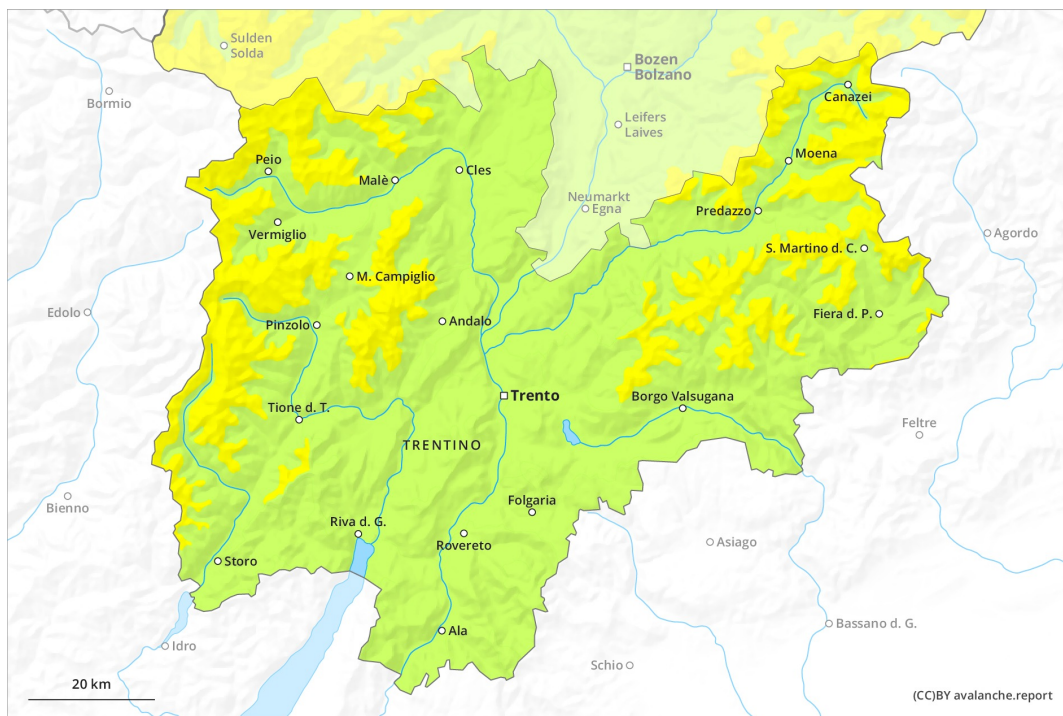 Sulden
Solda
Bozen
Bolzano
Bormio
Canazei
Leifers
Laives
Moena
Peio
Malè
Cles
Neumarkt
Egna
Predazzo
Vermiglio
Agordo
S. Martino d. C.
M. Campiglio
Edolo
Pinzolo
Andalo
Fiera d. P.
Trento
Borgo Valsugana
Tione d. T.
Feltre
TRENTINO
Bienno
Folgaria
Riva d. G.
Rovereto
Asiago
Storo
Bassano d. G.
Ala
Idro
Schio
20 km
(CC)BY avalanche.report